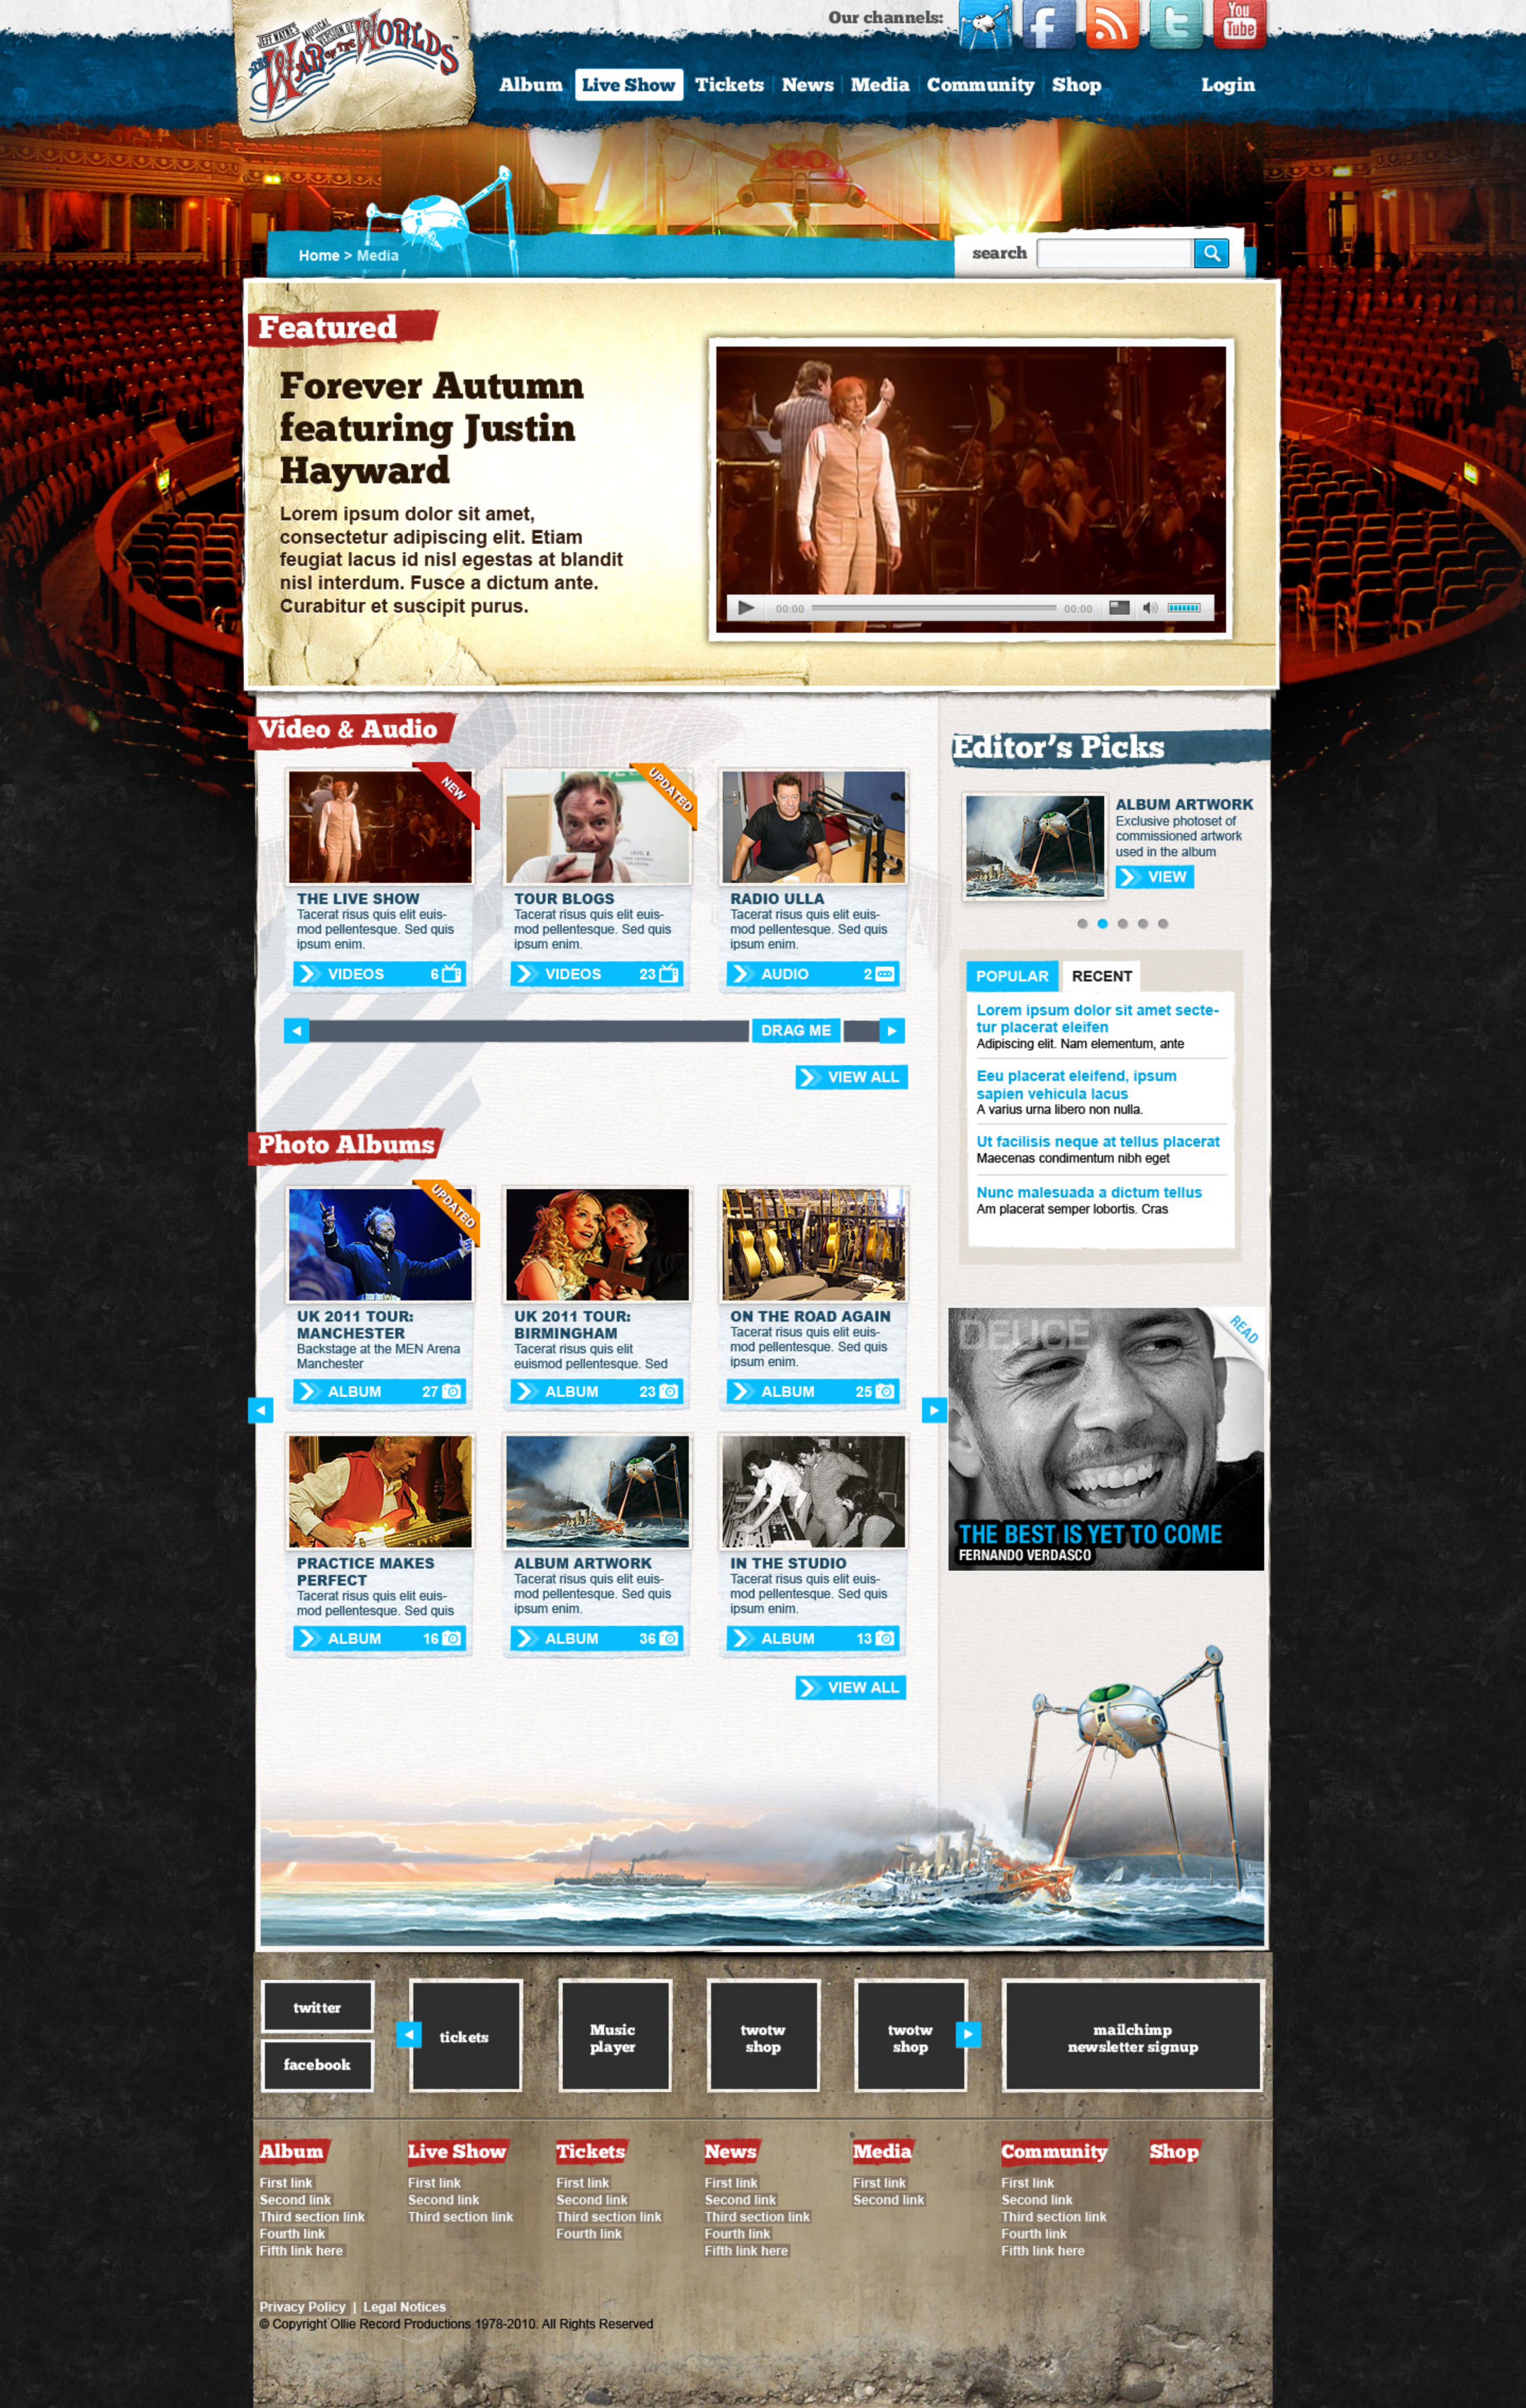 Our channels:
You
Tube
JEFF WAYNE'S
MUSICAL
VERSION OF
THE
WAR OF THE WORLDS
Album
Live Show
Tickets
News
Media
Community
Shop
Login
Home > Media
search
Featured
Forever Autumn
featuring Justin
Hayward
Lorem ipsum dolor sit amet,
consectetur adipiscing elit. Etiam
feugiat lacus id nisl egestas at blandit
nisl interdum. Fusce a dictum ante.
Curabitur et suscipit purus.
00:00
00:00
Video & Audio
NEW
THE LIVE SHOW
Tacerat risus quis elit euis-
mod pellentesque. Sed quis
ipsum enim.
VIDEOS 6
UPDATED
TOUR BLOGS
Tacerat risus quis elit euis-
mod pellentesque. Sed quis
ipsum enim.
VIDEOS 23
RADIO ULLA
Tacerat risus quis elit euis-
mod pellentesque. Sed quis
ipsum enim.
AUDIO 2
DRAG ME
VIEW ALL
Photo Albums
UPDATED
UK 2011 TOUR:
MANCHESTER
Backstage at the MEN Arena
Manchester
ALBUM 27
UK 2011 TOUR:
BIRMINGHAM
Tacerat risus quis elit
euismod pellentesque. Sed
ALBUM 23
ON THE ROAD AGAIN
Tacerat risus quis elit euis-
mod pellentesque. Sed quis
ipsum enim.
ALBUM 25
PRACTICE MAKES
PERFECT
Tacerat risus quis elit euis-
mod pellentesque. Sed quis
ALBUM 16
ALBUM ARTWORK
Tacerat risus quis elit euis-
mod pellentesque. Sed quis
ipsum enim.
ALBUM 36
IN THE STUDIO
Tacerat risus quis elit euis-
mod pellentesque. Sed quis
ipsum enim.
ALBUM 13
VIEW ALL
Editor's Picks
ALBUM ARTWORK
Exclusive photoset of
commissioned artwork
used in the album
VIEW
POPULAR
RECENT
Lorem ipsum dolor sit amet secte-
tur placerat eleifen
Adipiscing elit. Nam elementum, ante
Eeu placerat eleifend, ipsum
sapien vehicula lacus
A varius urna libero non nulla.
Ut facilisis neque at tellus placerat
Maecenas condimentum nibh eget
Nunc malesuada a dictum tellus
Am placerat semper lobortis. Cras
DEUCE
READ
THE BEST IS YET TO COME
FERNANDO VERDASCO
twitter
facebook
tickets
Music
player
twotw
shop
twotw
shop
mailchimp
newsletter signup
Album
First link
Second link
Third section link
Fourth link
Fifth link here
Live Show
First link
Second link
Third section link
Tickets
First link
Second link
Third section link
Fourth link
News
First link
Second link
Third section link
Fourth link
Fifth link here
Media
First link
Second link
Community
First link
Second link
Third section link
Fourth link
Fifth link here
Shop
Privacy Policy | Legal Notices
© Copyright Ollie Record Productions 1978-2010. All Rights Reserved